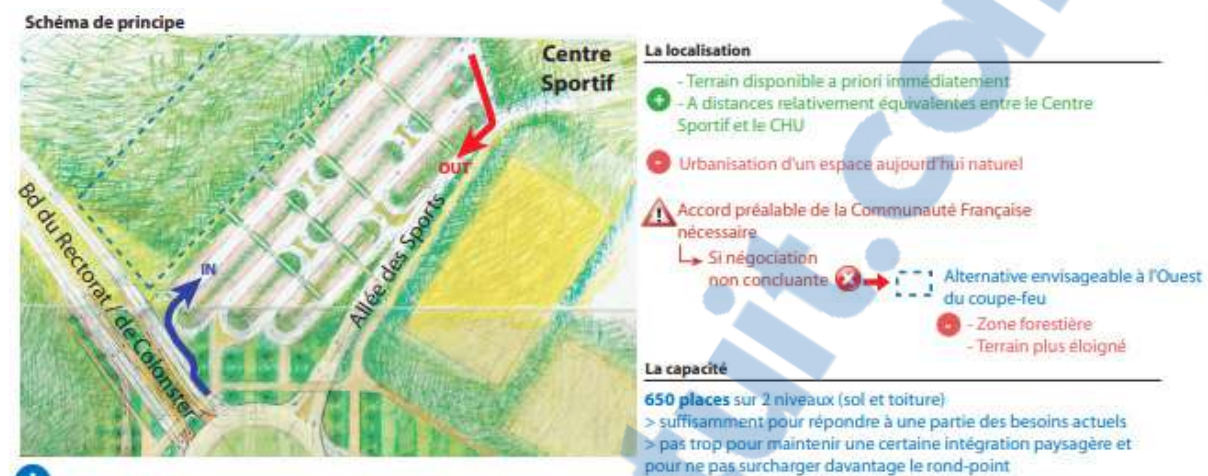 Schéma de principe
Centre
Sportif
OUT
IN
Bd du Rectorat / de Colonster
Allée des Sports
La localisation
- Terrain disponible a priori immédiatement
- A distances relativement équivalentes entre le Centre
Sportif et le CHU
Urbanisation d'un espace aujourd'hui naturel
Accord préalable de la Communauté Française
nécessaire
Si négociation
non concluante
Alternative envisageable à l'Ouest
du coupe-feu
- Zone forestière
- Terrain plus éloigné
La capacité
650 places sur 2 niveaux (sol et toiture)
> suffisamment pour répondre à une partie des besoins actuels
> pas trop pour maintenir une certaine intégration paysagère et
pour ne pas surcharger davantage le rond-point